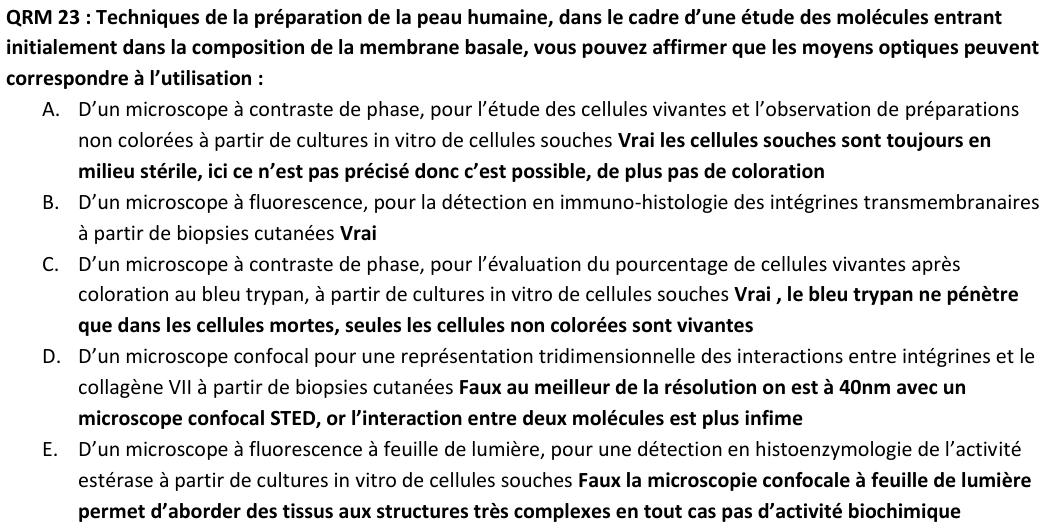 QRM 23 : Techniques de la préparation de la peau humaine, dans le cadre d’une étude des molécules entrant
initialement dans la composition de la membrane basale, vous pouvez affirmer que les moyens optiques peuvent
correspondre à l’utilisation :
A. D’un microscope à contraste de phase, pour l’étude des cellules vivantes et l’observation de préparations
non colorées à partir de cultures in vitro de cellules souches Vrai les cellules souches sont toujours en
milieu stérile, ici ce n’est pas précisé donc c’est possible, de plus pas de coloration
B. D’un microscope à fluorescence, pour la détection en immuno-histologie des intégrines transmembranaires
à partir de biopsies cutanées Vrai
C. D’un microscope à contraste de phase, pour l’évaluation du pourcentage de cellules vivantes après
coloration au bleu trypan, à partir de cultures in vitro de cellules souches Vrai , le bleu trypan ne pénètre
que dans les cellules mortes, seules les cellules non colorées sont vivantes
D. D’un microscope confocal pour une représentation tridimensionnelle des interactions entre intégrines et le
collagène VII à partir de biopsies cutanées Faux au meilleur de la résolution on est à 40nm avec un
microscope confocal STED, or l’interaction entre deux molécules est plus infime
E. D’un microscope à fluorescence à feuille de lumière, pour une détection en histoenzymologie de l’activité
estérase à partir de cultures in vitro de cellules souches Faux la microscopie confocale à feuille de lumière
permet d’aborder des tissus aux structures très complexes en tout cas pas d’activité biochimique